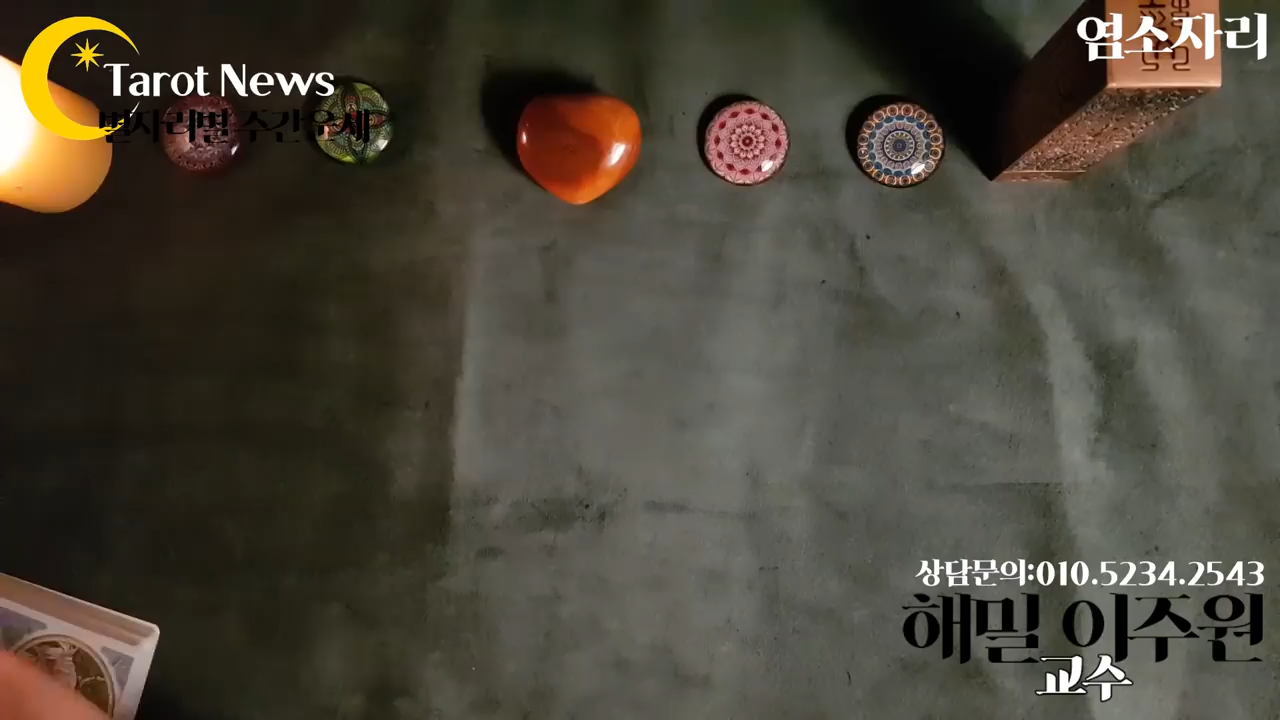 Tarot News
별자리별 주간운세
염소자리
상담문의:010.5234.2543
해밀 이주원
교수